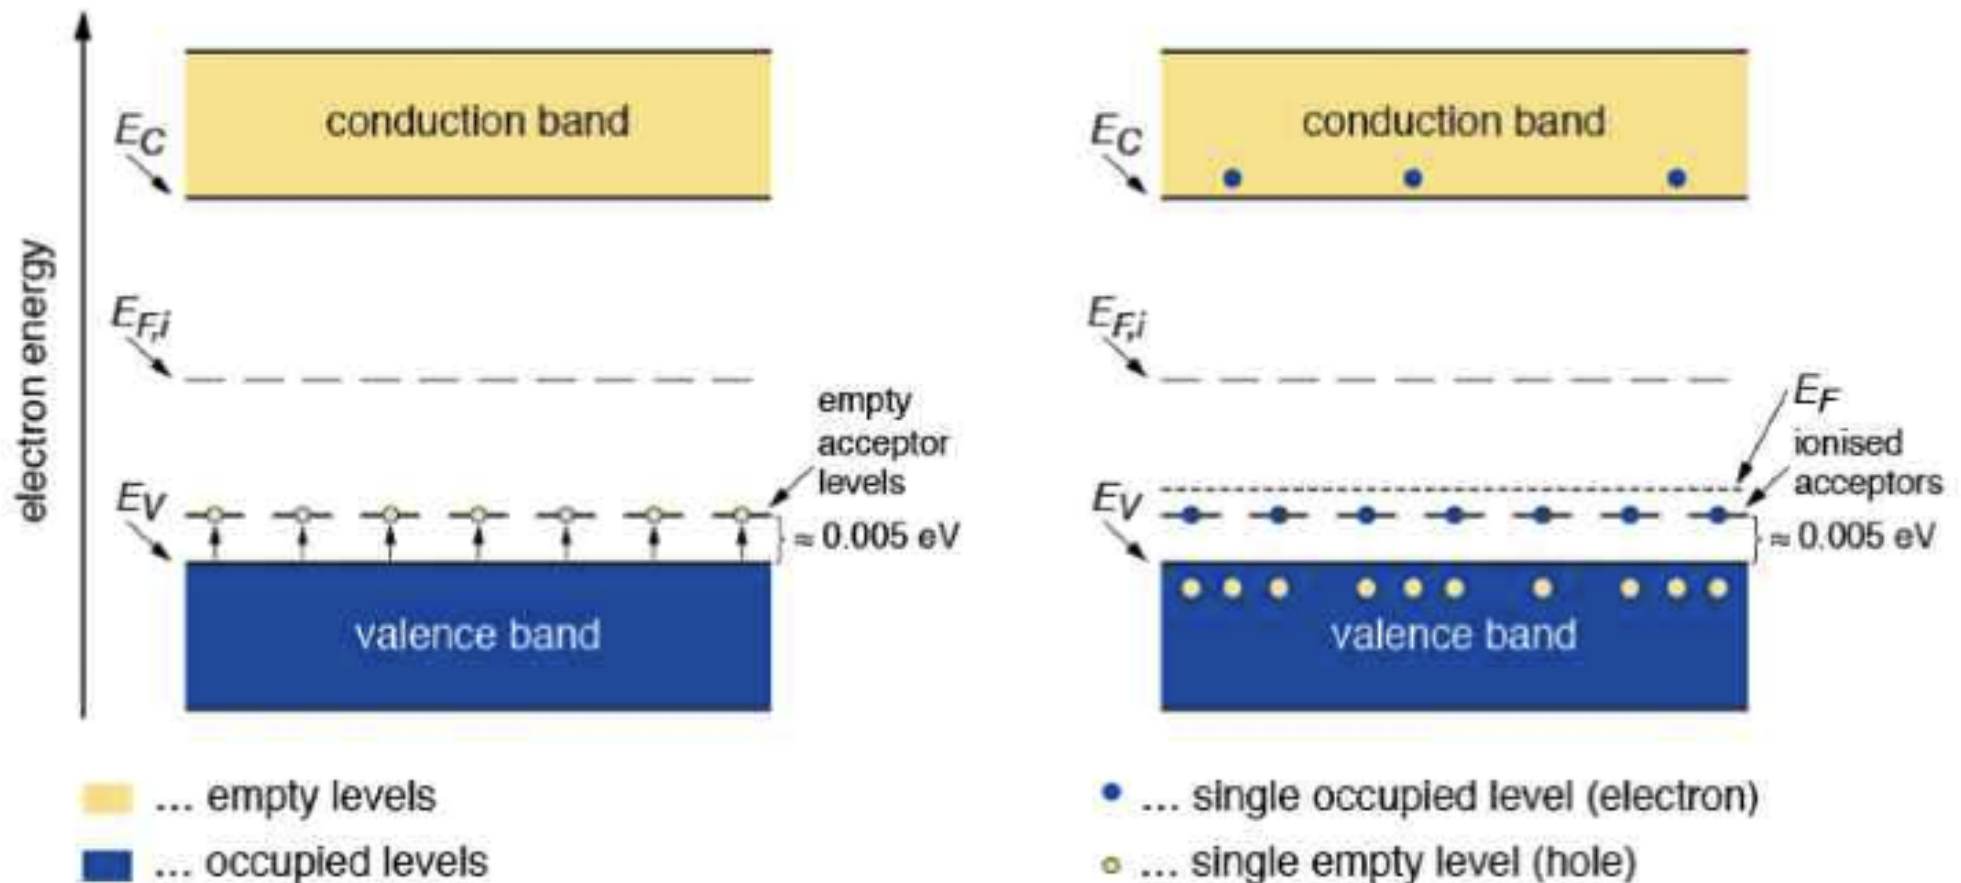 conduction band
E_C
electron energy
E_F,i
empty
acceptor
levels
E_V
≈ 0.005 eV
valence band
conduction band
E_C
E_F,i
E_F
ionised
acceptors
E_V
≈ 0.005 eV
valence band
... empty levels
... occupied levels
... single occupied level (electron)
... single empty level (hole)